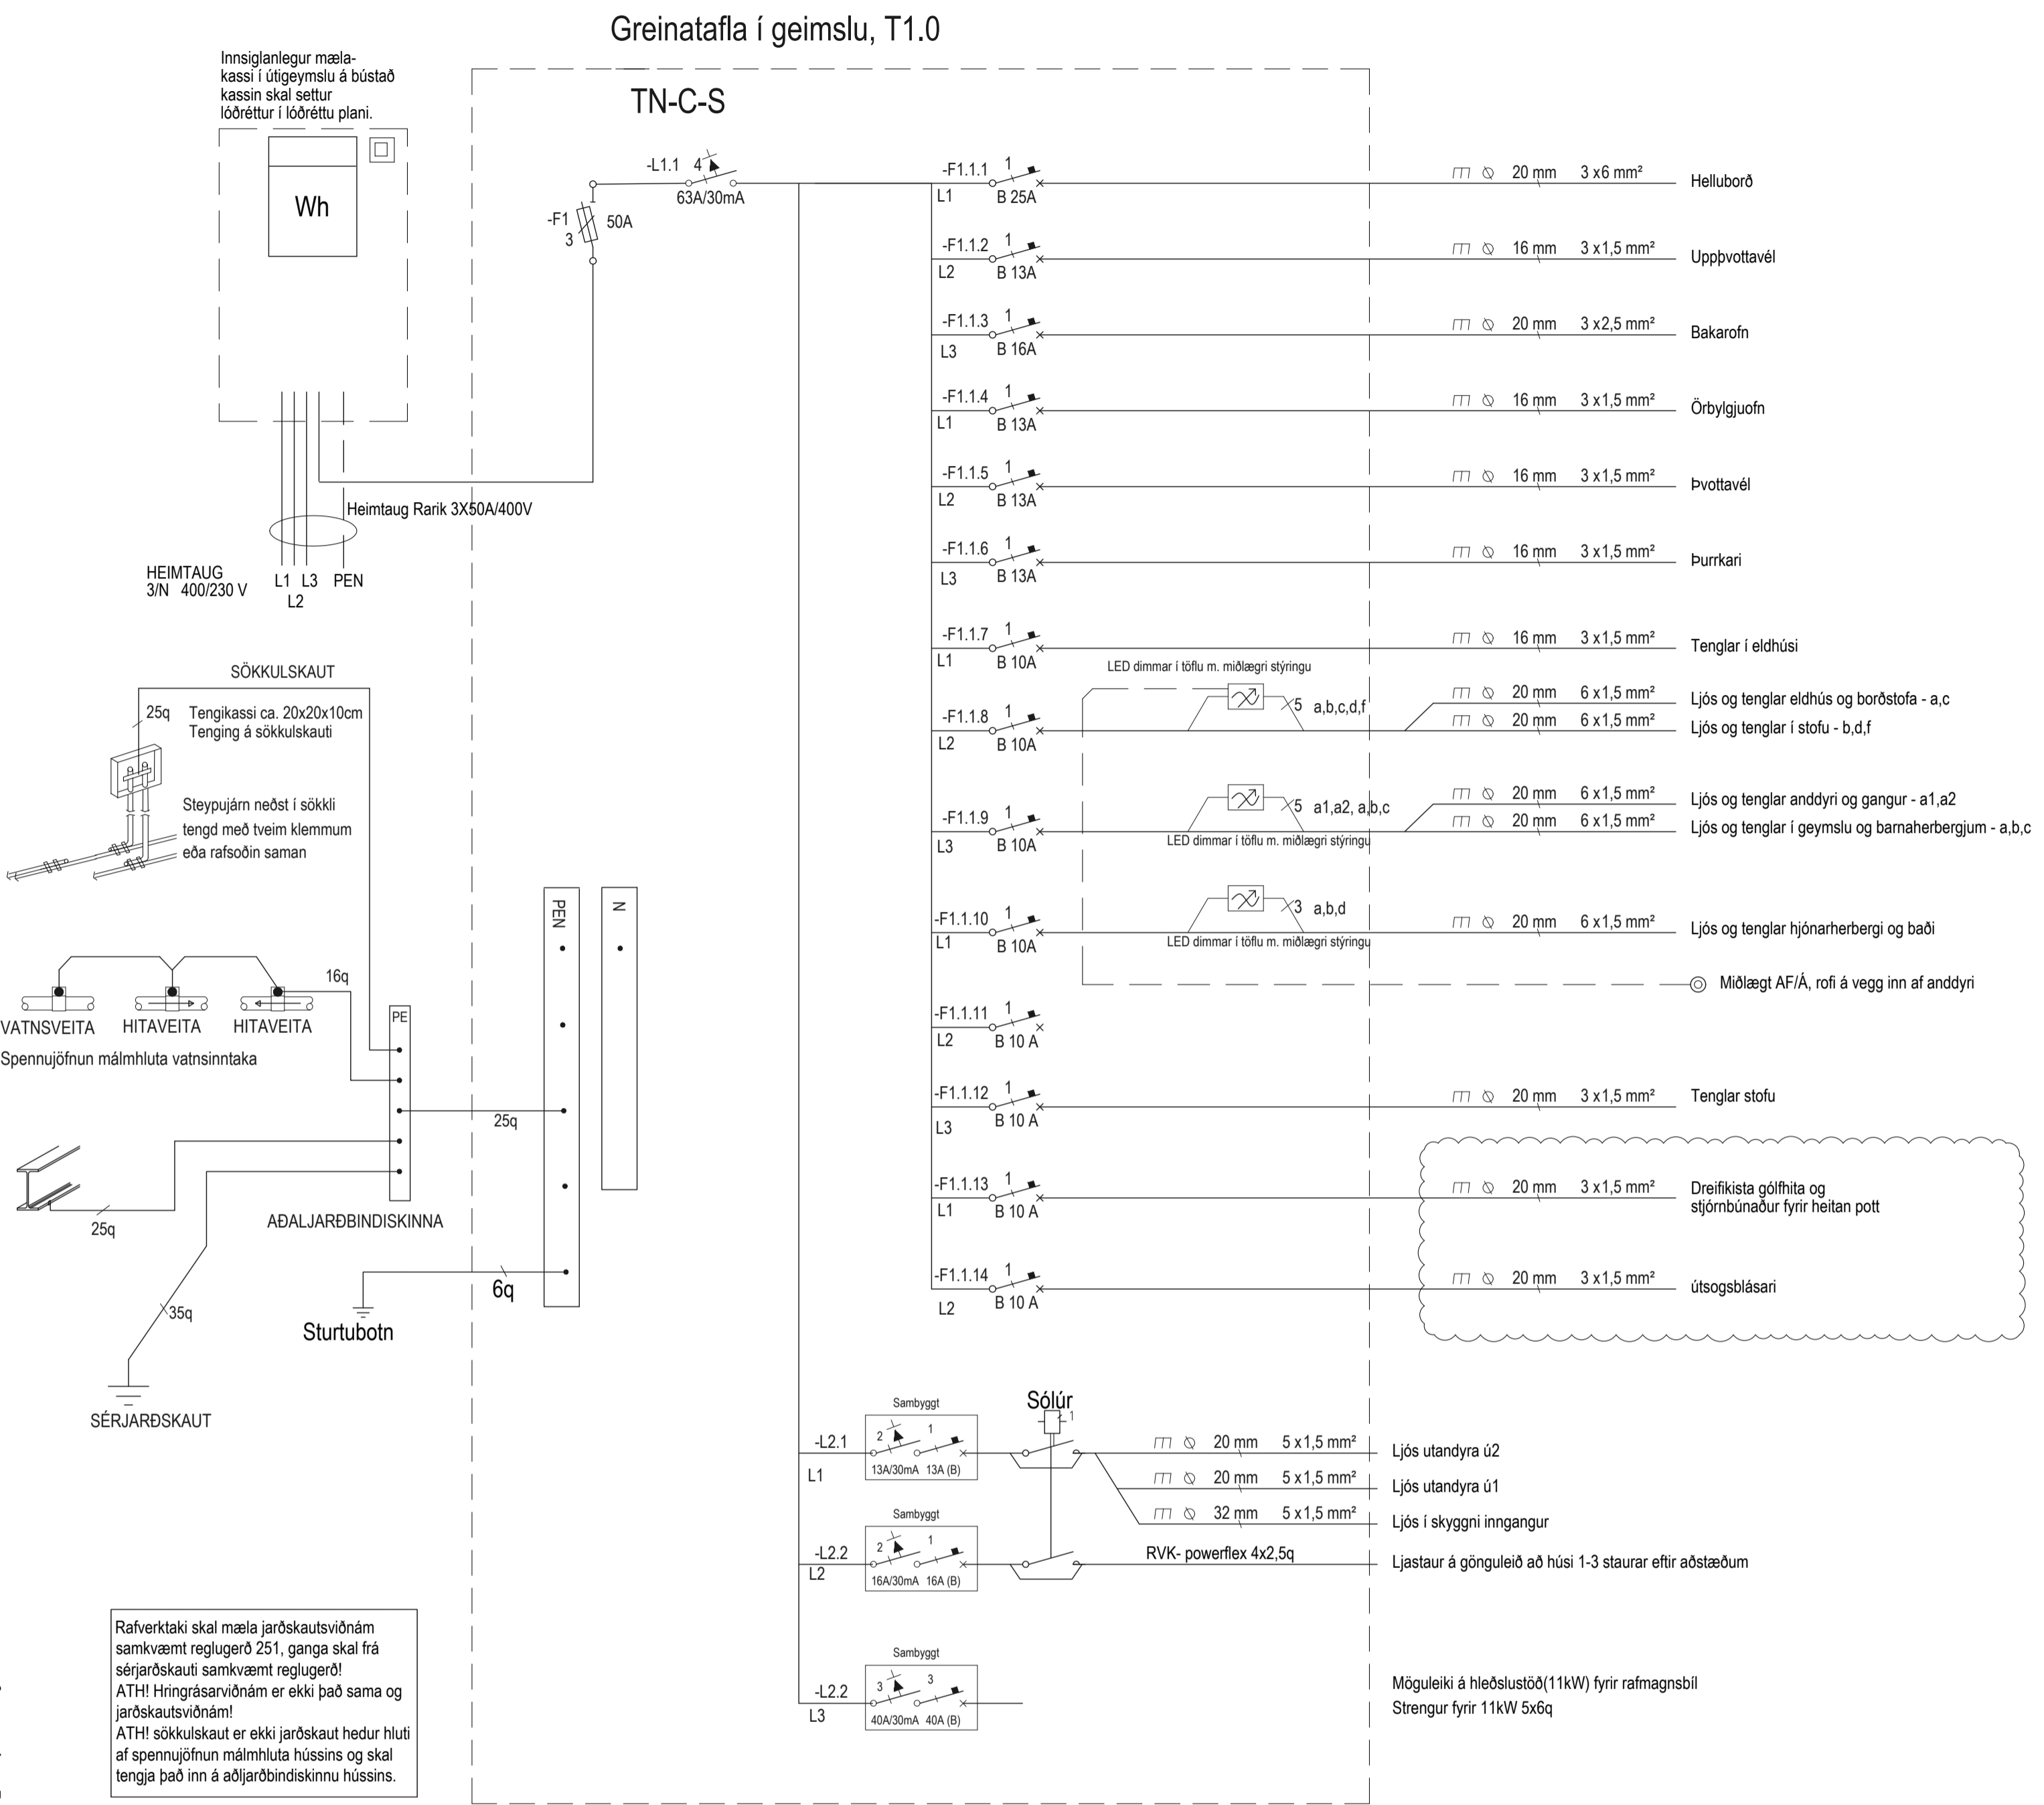 Greinatafla í geimslu, T1.0
Innsiglanlegur mæla-
kassi í útigeymslu á bústað
kassin skal settur
lóðréttur í lóðréttu plani.
Wh
TN-C-S
-L1.1 4
63A/30mA
-F1
3
50A
Heimtaug Rarik 3X50A/400V
HEIMTAUG
3/N 400/230 V
L1 L3 PEN
L2
SÖKKULSKAUT
25q
Tengikassi ca. 20x20x10cm
Tenging á sökkulskauti
Steypujárn neðst í sökkli
tengd með tveim klemmum
eða rafsoðin saman
16q
VATNSVEITA HITAVEITA HITAVEITA
Spennujöfnun málmhluta vatnsinntaka
PE
25q
25q
AÐALJARÐBINDISKINNA
35q
SÉRJARÐSKAUT
6q
Sturtubotn
PEN
N
-F1.1.1 1
L1 B 25A
20 mm 3 x6 mm²
Helluborð
-F1.1.2 1
L2 B 13A
16 mm 3 x1,5 mm²
Uppþvottavél
-F1.1.3 1
L3 B 16A
20 mm 3 x2,5 mm²
Bakarofn
-F1.1.4 1
L1 B 13A
16 mm 3 x1,5 mm²
Örbylgjuofn
-F1.1.5 1
L2 B 13A
16 mm 3 x1,5 mm²
Þvottavél
-F1.1.6 1
L3 B 13A
16 mm 3 x1,5 mm²
Þurrkari
-F1.1.7 1
L1 B 10A
16 mm 3 x1,5 mm²
Tenglar í eldhúsi
LED dimmar í töflu m. miðlægri stýringu
-F1.1.8 1
L2 B 10A
5 a,b,c,d,f
20 mm 6 x1,5 mm²
Ljós og tenglar eldhús og borðstofa - a,c
20 mm 6 x1,5 mm²
Ljós og tenglar í stofu - b,d,f
-F1.1.9 1
L3 B 10A
5 a1,a2, a,b,c
LED dimmar í töflu m. miðlægri stýringu
20 mm 6 x1,5 mm²
Ljós og tenglar anddyri og gangur - a1,a2
20 mm 6 x1,5 mm²
Ljós og tenglar í geymslu og barnaherbergjum - a,b,c
-F1.1.10 1
L1 B 10A
3 a,b,d
LED dimmar í töflu m. miðlægri stýringu
20 mm 6 x1,5 mm²
Ljós og tenglar hjónarherbergi og baði
Miðlægt AF/Á, rofi á vegg inn af anddyri
-F1.1.11 1
L2 B 10 A
-F1.1.12 1
L3 B 10 A
20 mm 3 x1,5 mm²
Tenglar stofu
-F1.1.13 1
L1 B 10 A
20 mm 3 x1,5 mm²
Dreifikista gólfhita og
stjórnbúnaður fyrir heitan pott
-F1.1.14 1
L2 B 10 A
20 mm 3 x1,5 mm²
útsogsblásari
Sambyggt
-L2.1
L1
2 1
13A/30mA 13A (B)
Sólúr
1
20 mm 5 x1,5 mm²
Ljós utandyra ú2
20 mm 5 x1,5 mm²
Ljós utandyra ú1
32 mm 5 x1,5 mm²
Ljós í skyggni inngangur
Sambyggt
-L2.2
L2
2 1
16A/30mA 16A (B)
RVK- powerflex 4x2,5q
Ljastaur á gönguleið að húsi 1-3 staurar eftir aðstæðum
Sambyggt
-L2.2
L3
3 3
40A/30mA 40A (B)
Möguleiki á hleðslustöð(11kW) fyrir rafmagnsbíl
Strengur fyrir 11kW 5x6q
Rafverktaki skal mæla jarðskautsviðnám
samkvæmt reglugerð 251, ganga skal frá
sérjarðskauti samkvæmt reglugerð!
ATH! Hringrásarviðnám er ekki það sama og
jarðskautsviðnám!
ATH! sökkulskaut er ekki jarðskaut hedur hluti
af spennujöfnun málmhluta hússins og skal
tengja það inn á aðljarðbindiskinnu hússins.